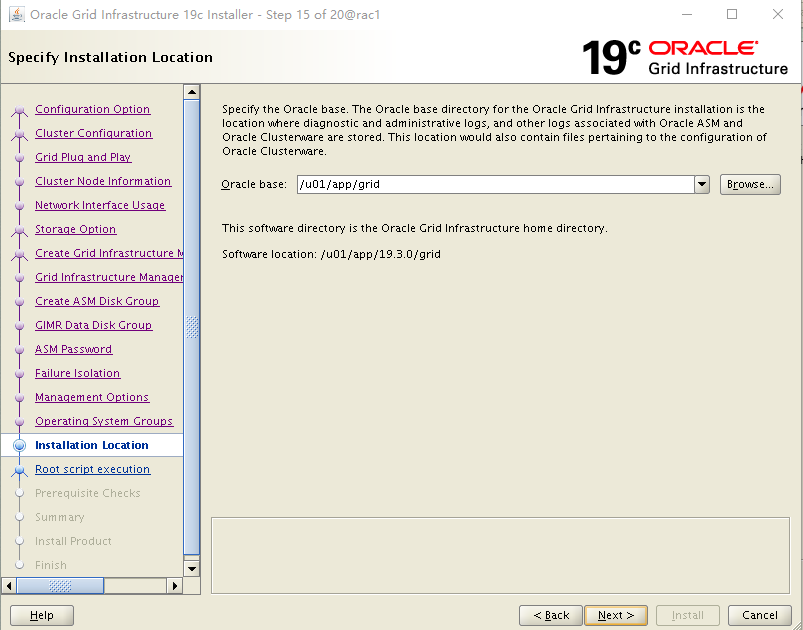 Oracle Grid Infrastructure 19c Installer - Step 15 of 20@rac1
Specify Installation Location
19c ORACLE
Grid Infrastructure
Configuration Option
Cluster Configuration
Grid Plug and Play
Cluster Node Information
Network Interface Usage
Storage Option
Create Grid Infrastructure M
Grid Infrastructure Manager
Create ASM Disk Group
GIMR Data Disk Group
ASM Password
Failure Isolation
Management Options
Operating System Groups
Installation Location
Root script execution
Prerequisite Checks
Summary
Install Product
Finish
Specify the Oracle base. The Oracle base directory for the Oracle Grid Infrastructure installation is the
location where diagnostic and administrative logs, and other logs associated with Oracle ASM and
Oracle Clusterware are stored. This location would also contain files pertaining to the configuration of
Oracle Clusterware.
Oracle base: /u01/app/grid Browse...
This software directory is the Oracle Grid Infrastructure home directory.
Software location: /u01/app/19.3.0/grid
Help < Back Next > Install Cancel